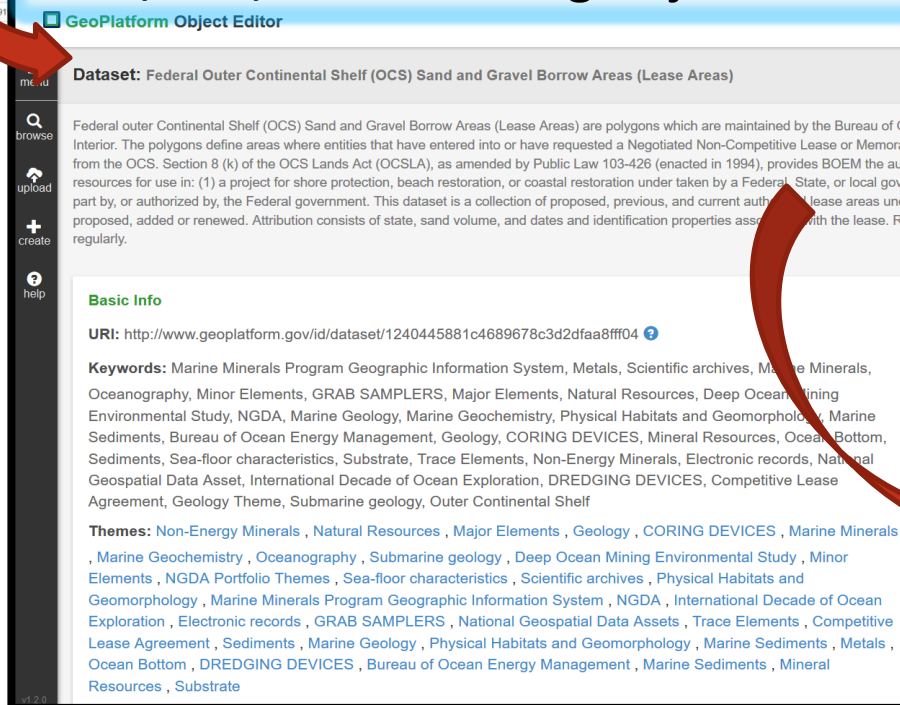 GeoPlatform Object Editor
Dataset: Federal Outer Continental Shelf (OCS) Sand and Gravel Borrow Areas (Lease Areas)
menu
browse
upload
create
help
Federal outer Continental Shelf (OCS) Sand and Gravel Borrow Areas (Lease Areas) are polygons which are maintained by the Bureau of
Interior. The polygons define areas where entities that have entered into or have requested a Negotiated Non-Competitive Lease or
from the OCS. Section 8 (k) of the OCS Lands Act (OCSLA), as amended by Public Law 103-426 (enacted in 1994), provides BOEM the
resources for use in: (1) a project for shore protection, beach restoration, or coastal restoration under taken by a Federal, State, or local
part by, or authorized by, the Federal government. This dataset is a collection of proposed, previous, and current lease areas
proposed, added or renewed. Attribution consists of state, sand volume, and dates and identification properties with the lease.
regularly.
Basic Info
URI: http://www.geoplatform.gov/id/dataset/1240445881c4689678c3d2dfaa8fff04
Keywords: Marine Minerals Program Geographic Information System, Metals, Scientific archives, Marine Minerals,
Oceanography, Minor Elements, GRAB SAMPLERS, Major Elements, Natural Resources, Deep Ocean Mining
Environmental Study, NGDA, Marine Geology, Marine Geochemistry, Physical Habitats and Geomorphology, Marine
Sediments, Bureau of Ocean Energy Management, Geology, CORING DEVICES, Mineral Resources, Ocean Bottom,
Sediments, Sea-floor characteristics, Substrate, Trace Elements, Non-Energy Minerals, Electronic records, National
Geospatial Data Asset, International Decade of Ocean Exploration, DREDGING DEVICES, Competitive Lease
Agreement, Geology Theme, Submarine geology, Outer Continental Shelf
Themes: Non-Energy Minerals , Natural Resources , Major Elements , Geology , CORING DEVICES , Marine Minerals
, Marine Geochemistry , Oceanography , Submarine geology , Deep Ocean Mining Environmental Study , Minor
Elements , NGDA Portfolio Themes , Sea-floor characteristics , Scientific archives , Physical Habitats and
Geomorphology , Marine Minerals Program Geographic Information System , NGDA , International Decade of Ocean
Exploration , Electronic records , GRAB SAMPLERS , National Geospatial Data Assets , Trace Elements , Competitive
Lease Agreement , Sediments , Marine Geology , Physical Habitats and Geomorphology , Marine Sediments , Metals ,
Ocean Bottom , DREDGING DEVICES , Bureau of Ocean Energy Management , Marine Sediments , Mineral
Resources , Substrate
v1.2.0